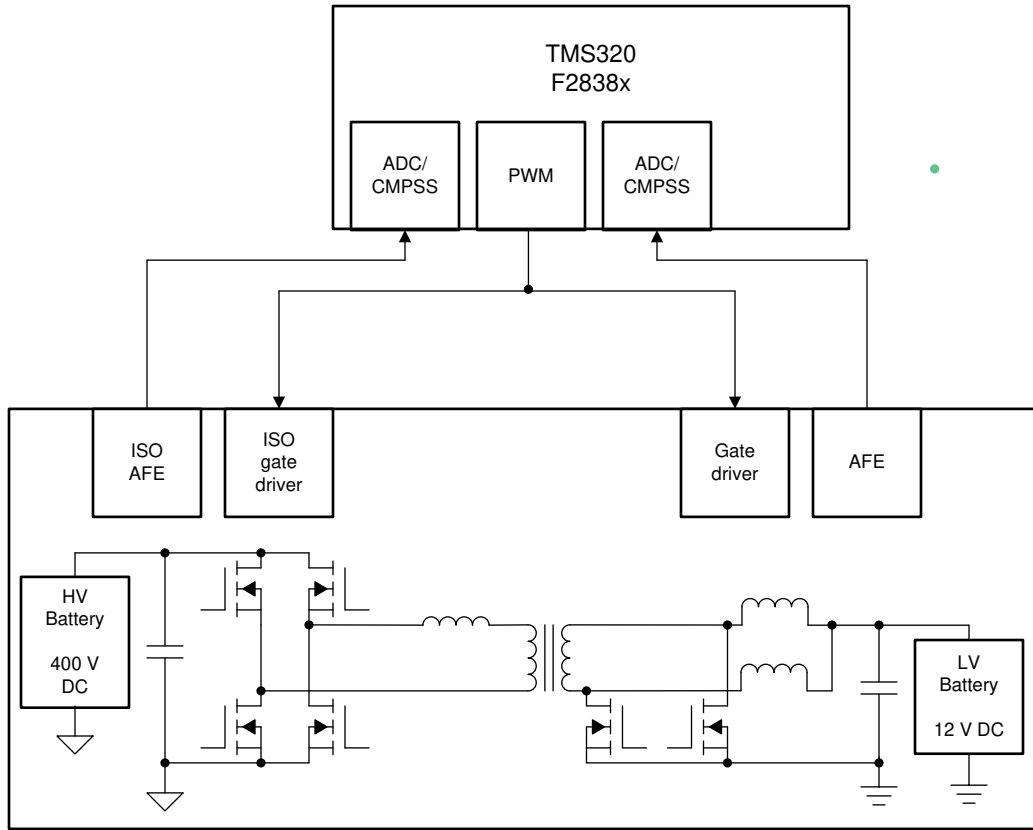 TMS320
F2838x
ADC/
CMPSS
PWM
ADC/
CMPSS
ISO
AFE
ISO
gate
driver
Gate
driver
AFE
HV
Battery
400 V
DC
LV
Battery
12 V DC